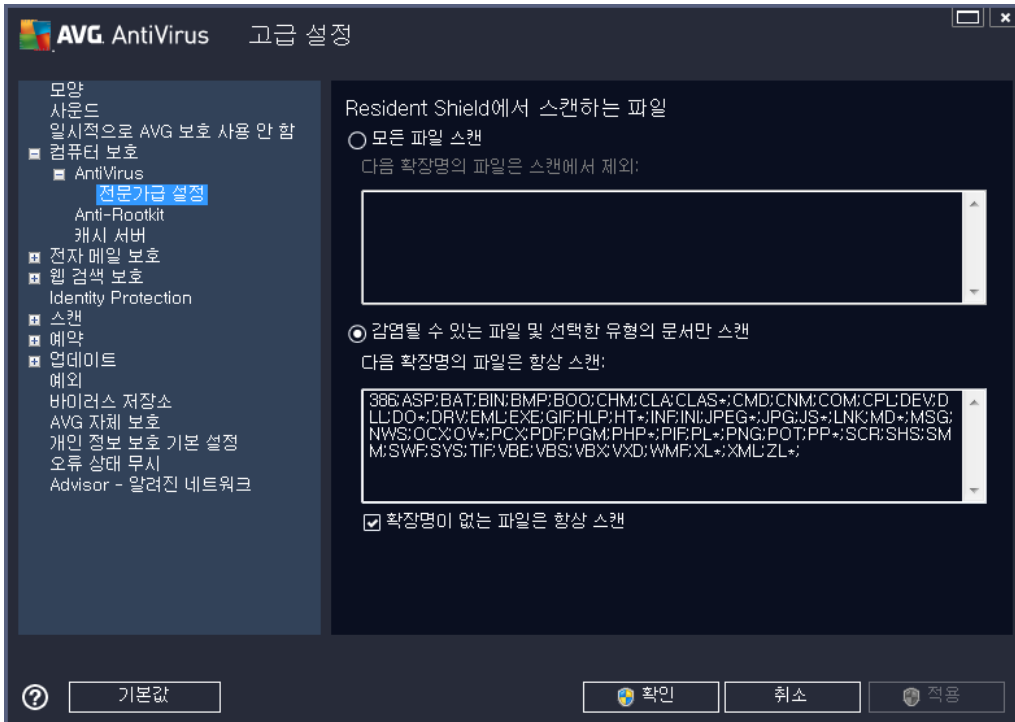 AVG. AntiVirus 고급 설정
모양
사운드
일시적으로 AVG 보호 사용 안 함
컴퓨터 보호
AntiVirus
전문가급 설정
Anti-Rootkit
캐시 서버
전자 메일 보호
웹 검색 보호
Identity Protection
스캔
예약
업데이트
예외
바이러스 저장소
AVG 자체 보호
개인 정보 보호 기본 설정
오류 상태 무시
Advisor - 알려진 네트워크
Resident Shield에서 스캔하는 파일
모든 파일 스캔
다음 확장명의 파일은 스캔에서 제외:
감염될 수 있는 파일 및 선택한 유형의 문서만 스캔
다음 확장명의 파일은 항상 스캔:
386;ASP;BAT;BIN;BMP;BOO;CHM;CLA;CLAS*;CMD;CNM;COM;CPL;DEV;D
LL;DO*;DRV;EML;EXE;GIF;HLP;HT*;INF;INI;JPEG*;JPG;JS*;LNK;MD*;MSG;
NWS;OCX;OV*;PCX;PDF;PGM;PHP*;PIF;PL*;PNG;POT;PP*;SCR;SHS;SM
M;SWF;SYS;TIF;VBE;VBS;VBX;VXD;WMF;XL*;XML;ZL*;
확장명이 없는 파일은 항상 스캔
기본값
확인
취소
적용